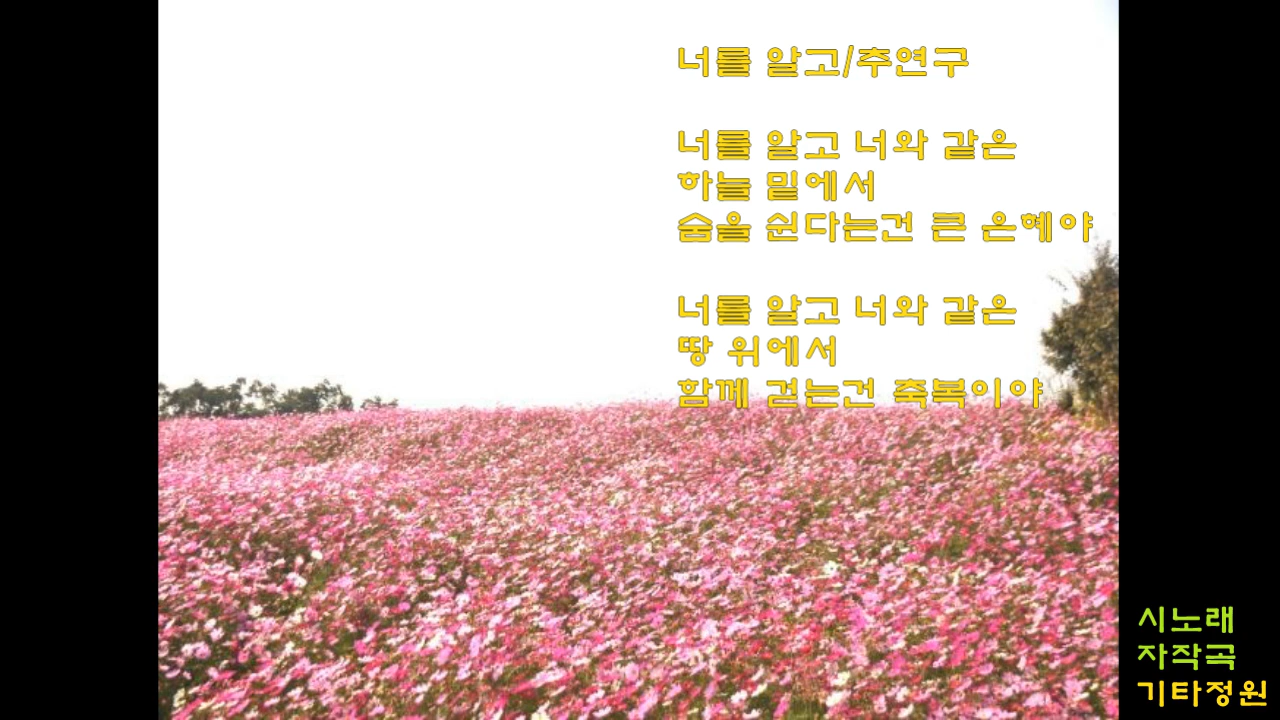 너를 알고/추연구
너를 알고 너와 같은
하늘 밑에서
숨을 쉰다는건 큰 은혜야
너를 알고 너와 같은
땅 위에서
함께 걷는건 축복이야
시노래
자작곡
기타정원